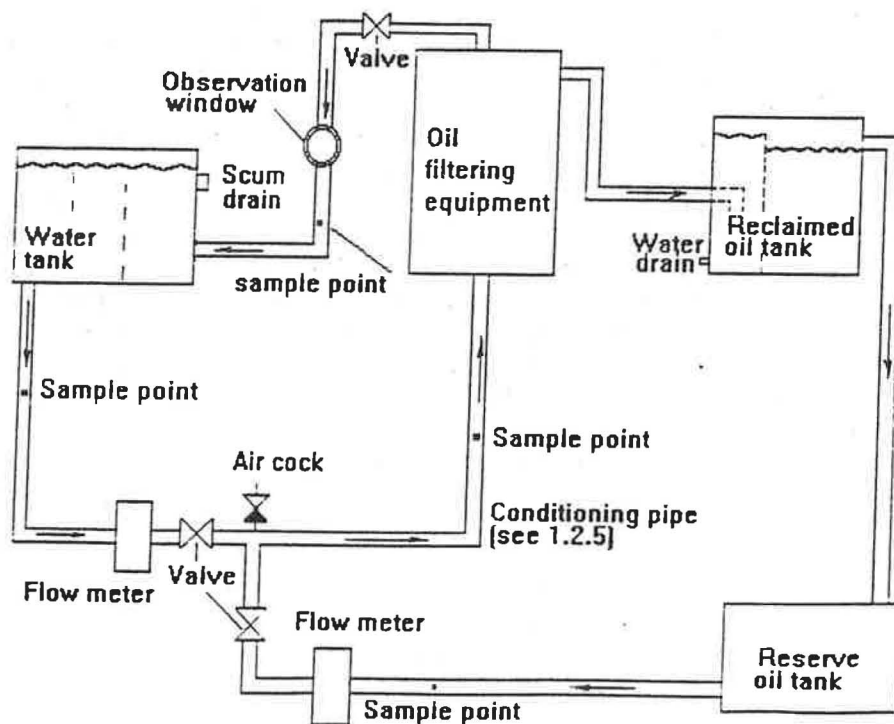 Valve
Observation
window
Oil
filtering
equipment
Scum
drain
Water
tank
sample point
Reclaimed
oil tank
Water
drain
Sample point
Sample point
Air cock
Conditioning pipe
(see 1.2.5)
Valve
Flow meter
Flow meter
Reserve
oil tank
Sample point